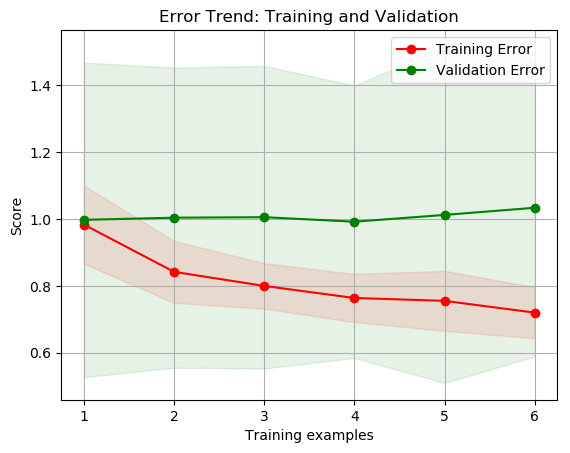 Error Trend: Training and Validation
Training Error
Validation Error
Score
1.4
1.2
1.0
0.8
0.6
1 2 3 4 5 6
Training examples